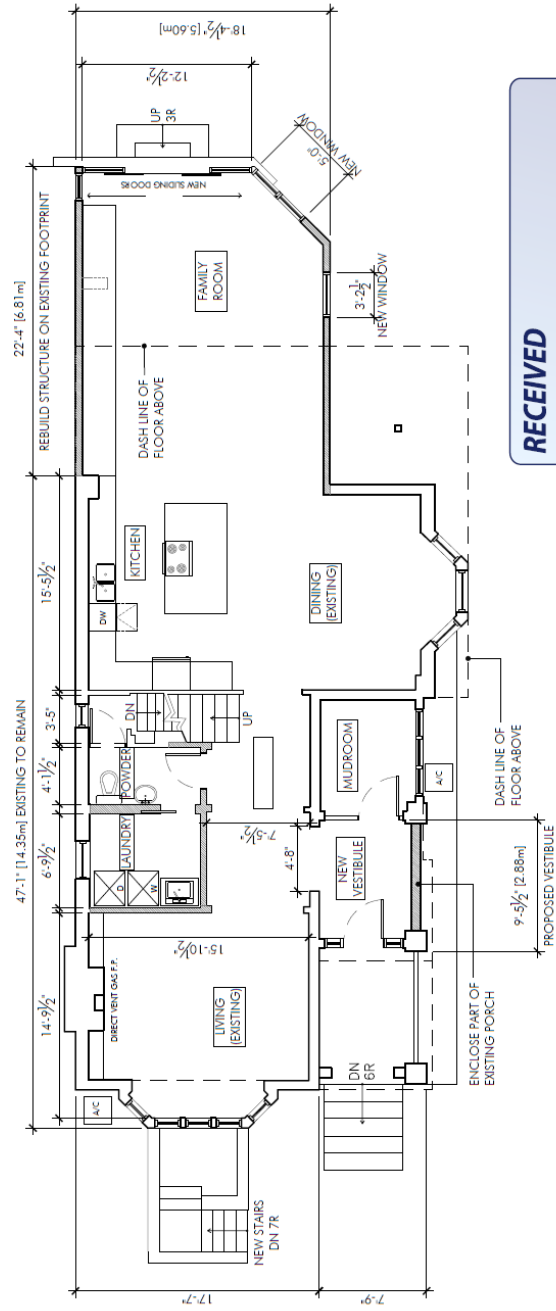 22'-4" [6.81m]
REBUILD STRUCTURE ON EXISTING FOOTPRINT
47'-1" [14.35m] EXISTING TO REMAIN
14'-9½"
6'-9½"
4'-1½"
3'-5"
15'-5½"
18'-4½" [5.60m]
12'-2½"
UP
3R
NEW SLIDING DOORS
5'-0"
NEW WINDOW
3'-2½"
NEW WINDOW
FAMILY
ROOM
DASH LINE OF
FLOOR ABOVE
KITCHEN
DW
DINING
(EXISTING)
DN
UP
POWDER
LAUNDRY
D
W
MUDROOM
7'-5½"
4'-8"
NEW
VESTIBULE
15'-10½"
DIRECT VENT GAS F.P.
LIVING
(EXISTING)
A/C
A/C
DN
6R
NEW STAIRS
DN 7R
17'-7"
7'-9"
ENCLOSE PART OF
EXISTING PORCH
9'-5½" [2.88m]
PROPOSED VESTIBULE
DASH LINE OF
FLOOR ABOVE
RECEIVED